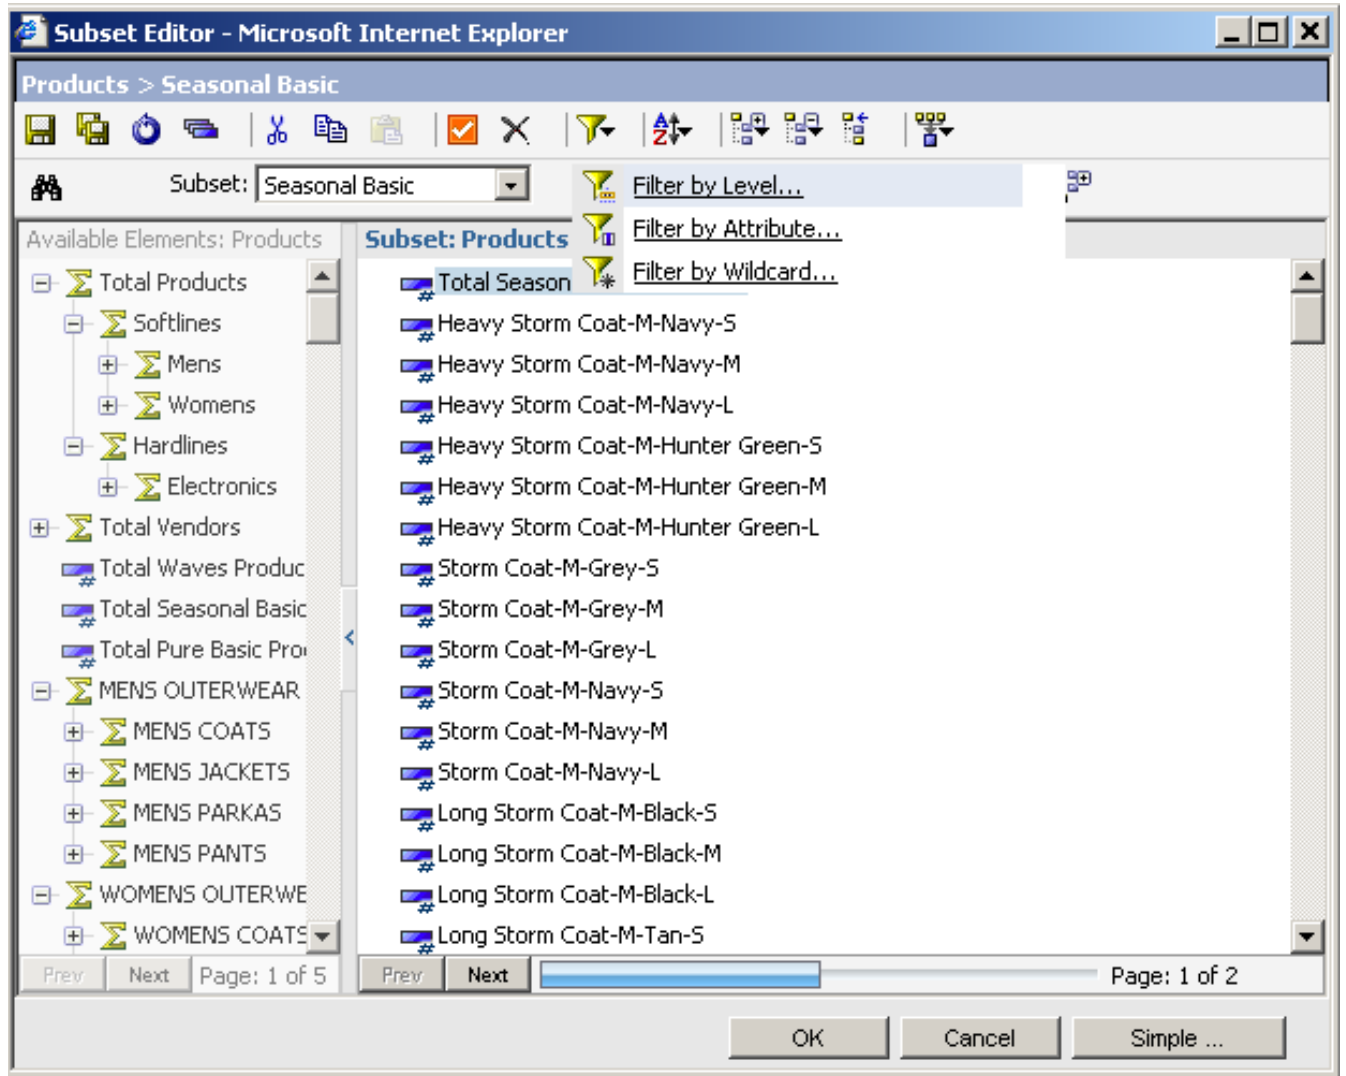 Subset Editor - Microsoft Internet Explorer
Products > Seasonal Basic
Subset: Seasonal Basic
Filter by Level...
Filter by Attribute...
Filter by Wildcard...
Available Elements: Products
Total Products
Softlines
Mens
Womens
Hardlines
Electronics
Total Vendors
Total Waves Produc
Total Seasonal Basic
Total Pure Basic Pro
MENS OUTERWEAR
MENS COATS
MENS JACKETS
MENS PARKAS
MENS PANTS
WOMENS OUTERWE
WOMENS COATS
Prev Next Page: 1 of 5
Subset: Products
Total Season
Heavy Storm Coat-M-Navy-S
Heavy Storm Coat-M-Navy-M
Heavy Storm Coat-M-Navy-L
Heavy Storm Coat-M-Hunter Green-S
Heavy Storm Coat-M-Hunter Green-M
Heavy Storm Coat-M-Hunter Green-L
Storm Coat-M-Grey-S
Storm Coat-M-Grey-M
Storm Coat-M-Grey-L
Storm Coat-M-Navy-S
Storm Coat-M-Navy-M
Storm Coat-M-Navy-L
Long Storm Coat-M-Black-S
Long Storm Coat-M-Black-M
Long Storm Coat-M-Black-L
Long Storm Coat-M-Tan-S
Prev Next Page: 1 of 2
OK Cancel Simple ...